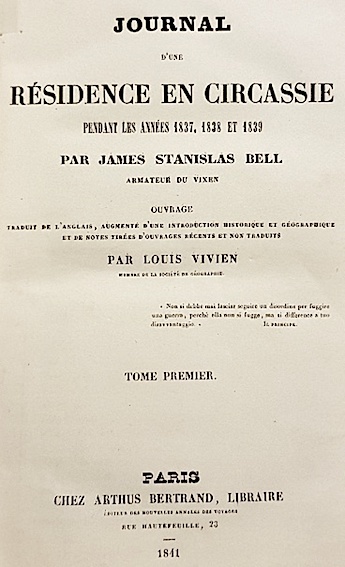 JOURNAL
D'UNE
RÉSIDENCE EN CIRCASSIE
PENDANT LES ANNÉES 1837, 1838 ET 1839
PAR JAMES STANISLAS BELL
ARMATEUR DU VIXEN
OUVRAGE
TRADUIT DE L'ANGLAIS, AUGMENTÉ D'UNE INTRODUCTION HISTORIQUE ET GÉOGRAPHIQUE
ET DE NOTES TIRÉES D'OUVRAGES RÉCENTS ET NON TRADUITS
PAR LOUIS VIVIEN
MEMBRE DE LA SOCIÉTÉ DE GÉOGRAPHIE.
« Non si debbe mai lasciar seguire un disordine per fuggire
una guerra, perchè ella non si fugge, ma si differisce a tuo
disavvantaggio. » IL PRINCIPE.
TOME PREMIER.
PARIS
CHEZ ARTHUS BERTRAND, LIBRAIRE
ÉDITEUR DES NOUVELLES ANNALES DES VOYAGES
RUE HAUTEFEUILLE, 23
1841